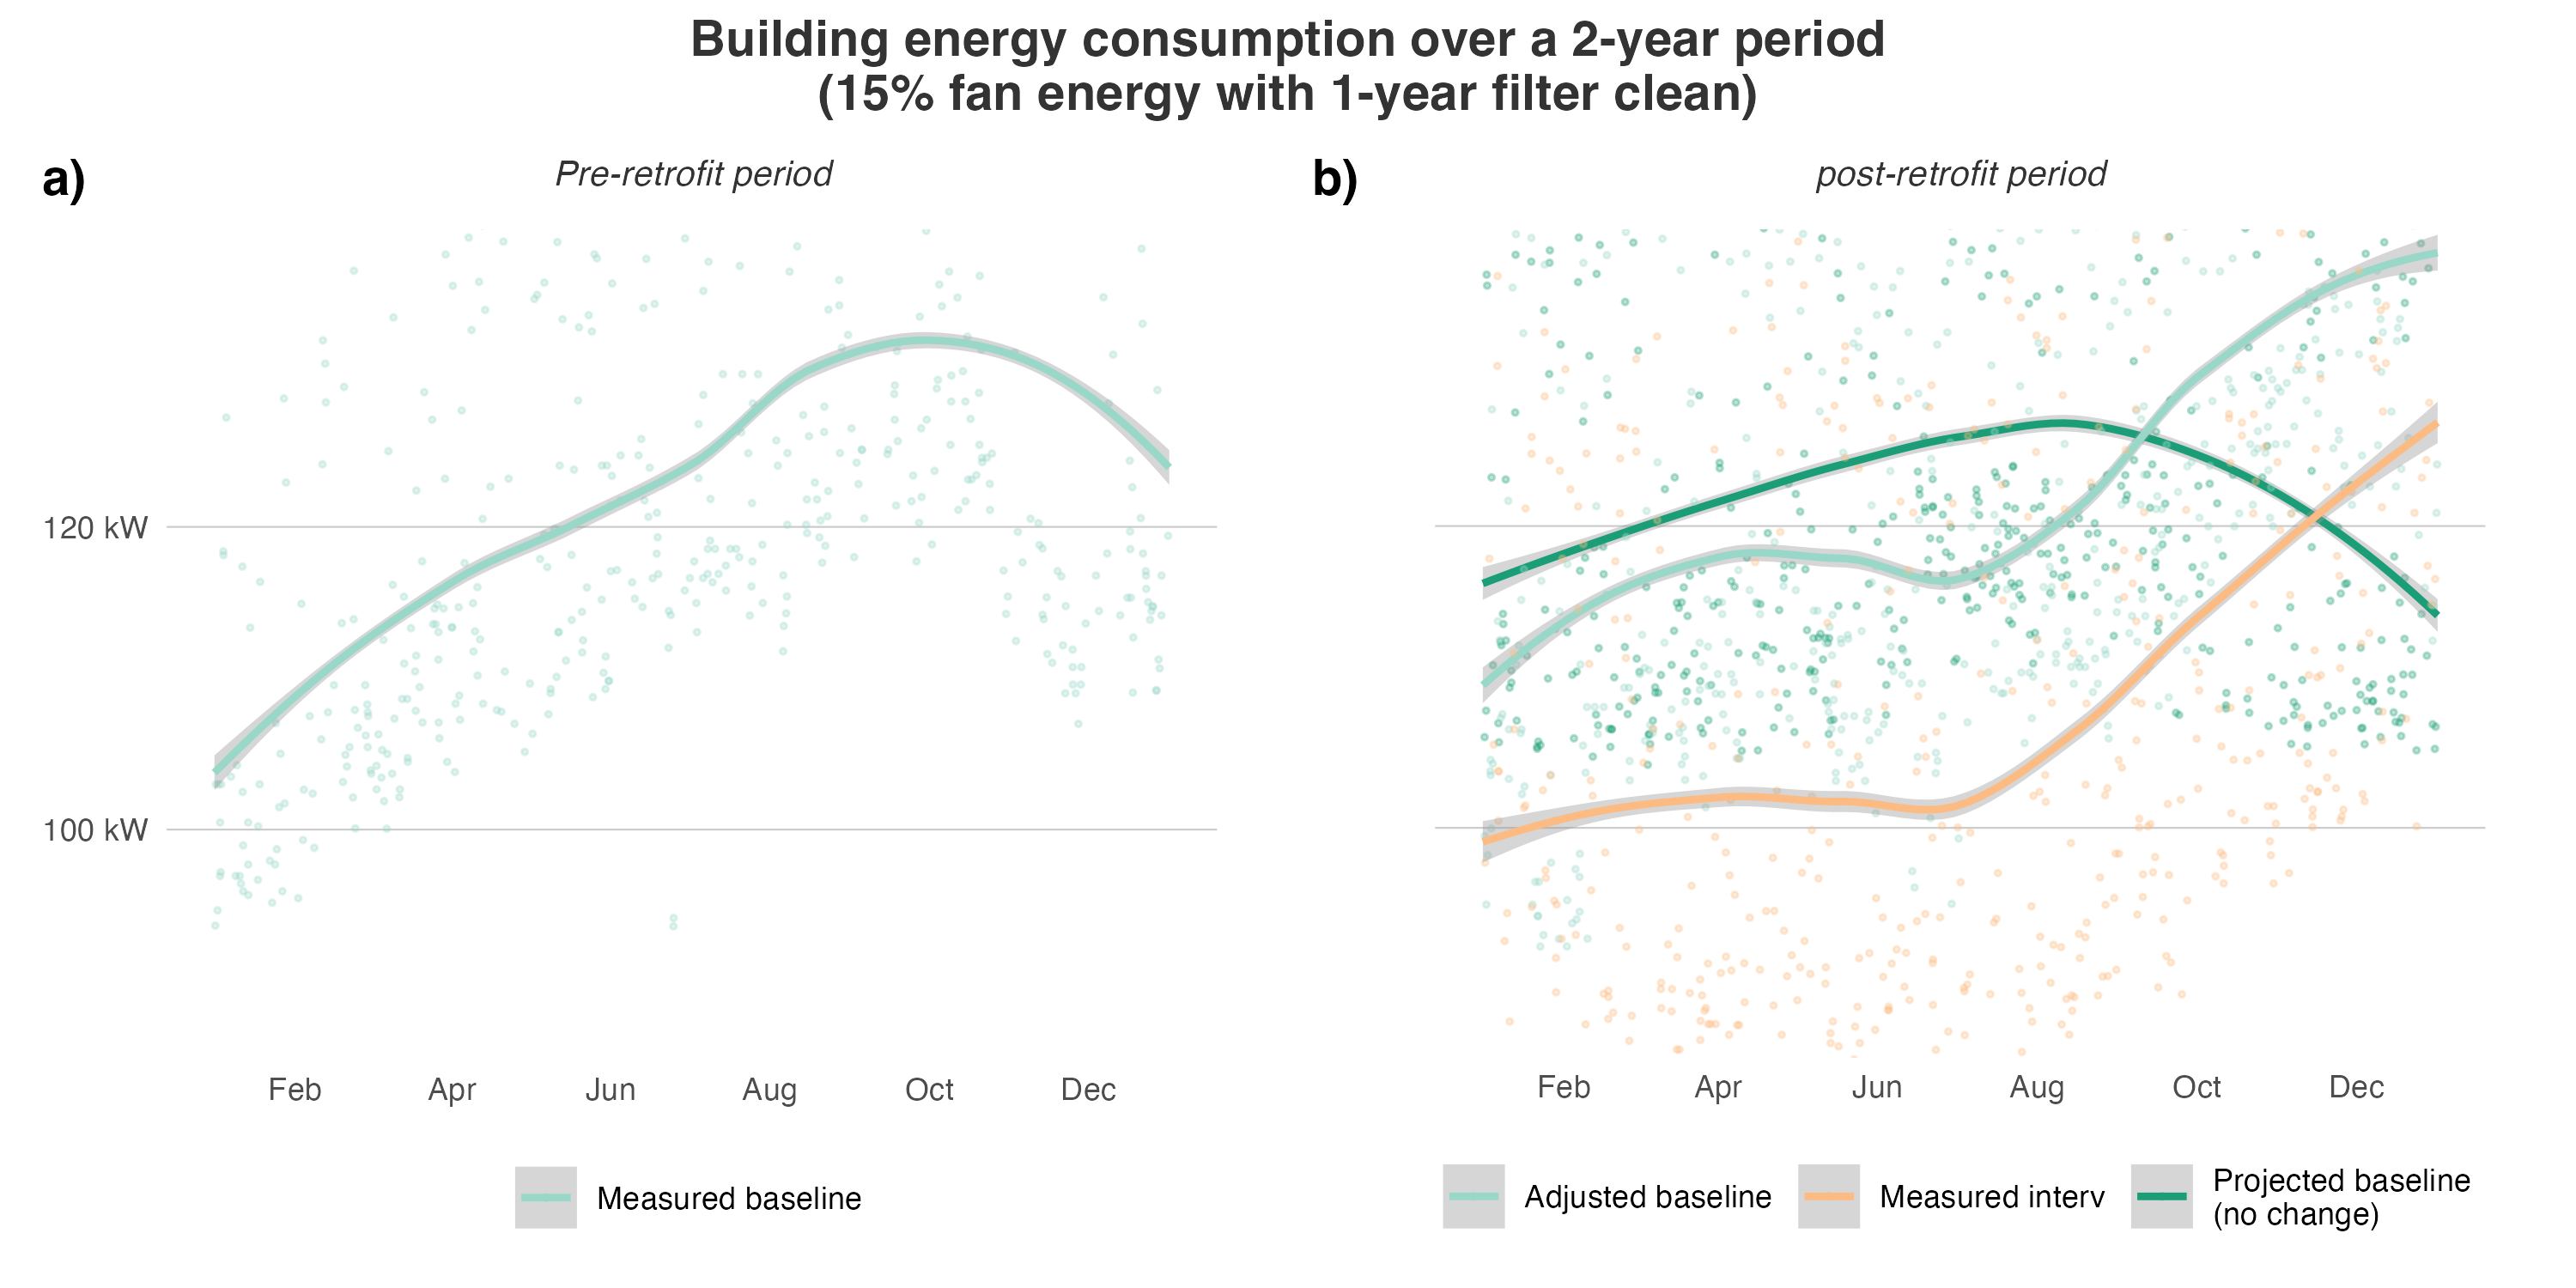 Building energy consumption over a 2-year period
(15% fan energy with 1-year filter clean)
a)
Pre-retrofit period
120 kW
100 kW
Feb Apr Jun Aug Oct Dec
Measured baseline
b)
post-retrofit period
Feb Apr Jun Aug Oct Dec
Adjusted baseline
Measured interv
Projected baseline
(no change)